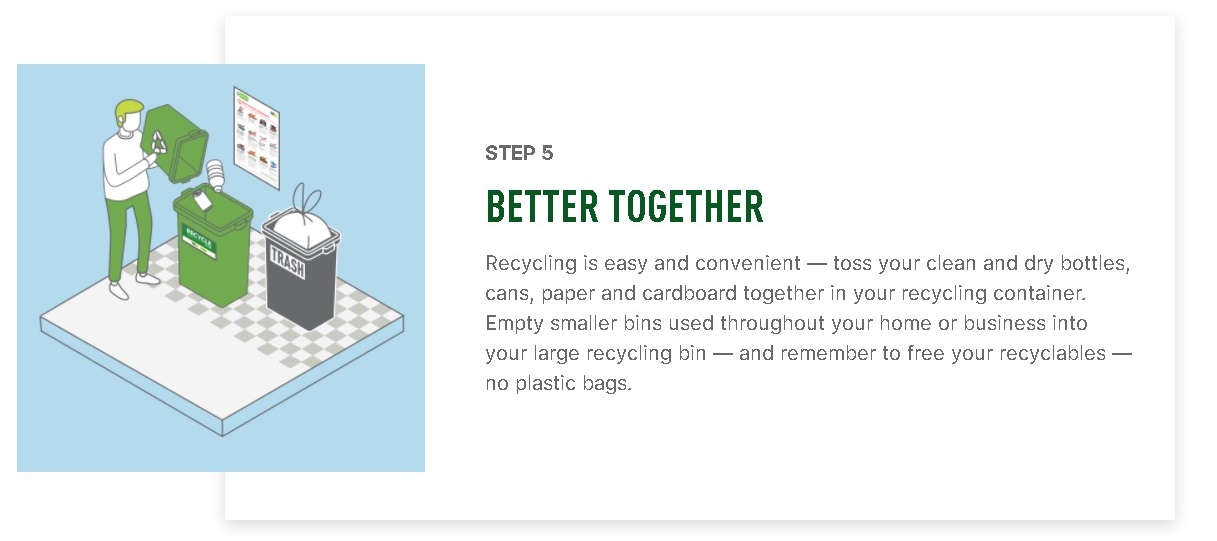 RECYCLE
TRASH
STEP 5
BETTER TOGETHER
Recycling is easy and convenient — toss your clean and dry bottles,
cans, paper and cardboard together in your recycling container.
Empty smaller bins used throughout your home or business into
your large recycling bin — and remember to free your recyclables —
no plastic bags.